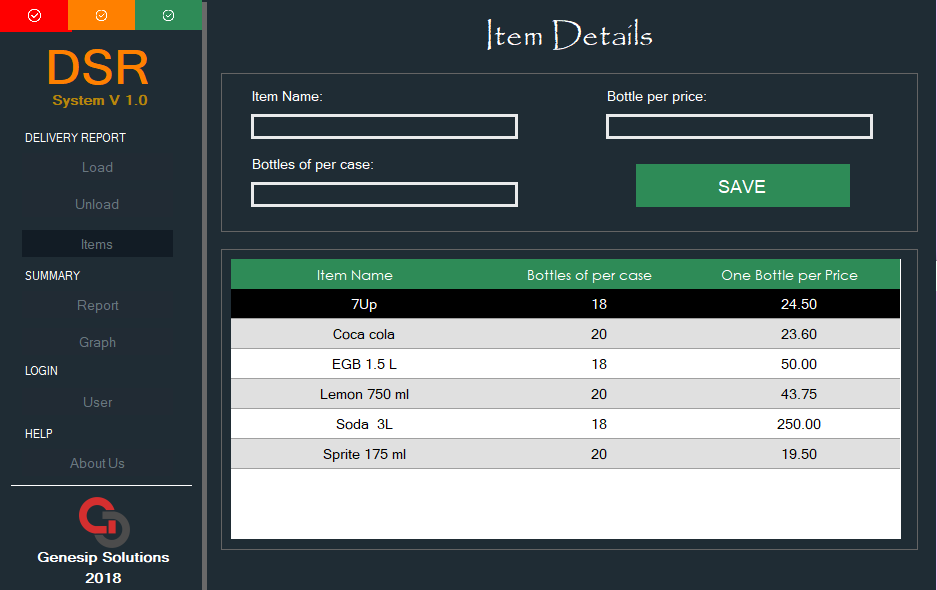 DSR
System V 1.0
DELIVERY REPORT
Load
Unload
Items
SUMMARY
Report
Graph
LOGIN
User
HELP
About Us
Genesip Solutions
2018
Item Details
Item Name:
Bottle per price:
Bottles of per case:
SAVE
Item Name Bottles of per case One Bottle per Price
7Up 18 24.50
Coca cola 20 23.60
EGB 1.5 L 18 50.00
Lemon 750 ml 20 43.75
Soda  3L 18 250.00
Sprite 175 ml 20 19.50